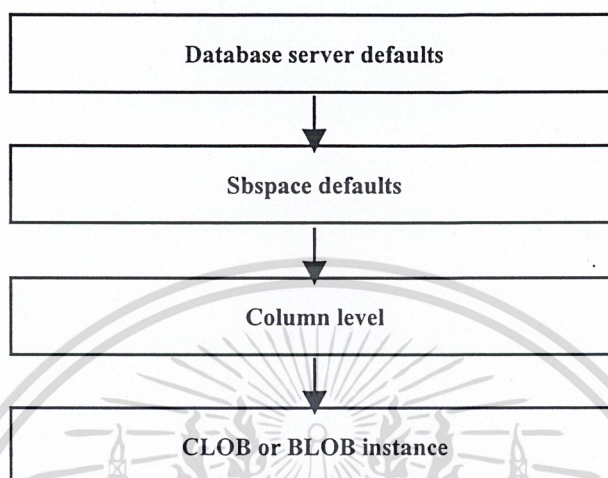 Database server defaults
Sbspace defaults
Column level
CLOB or BLOB instance